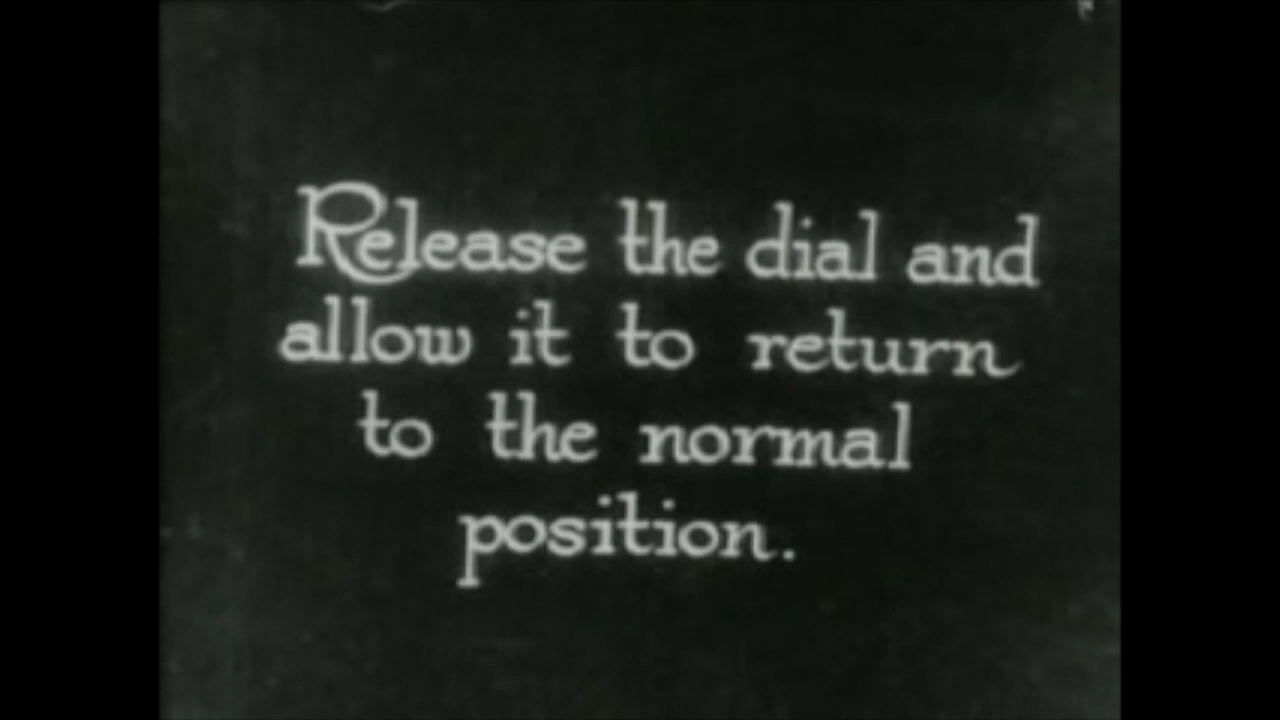 Release the dial and
allow it to return
to the normal
position.